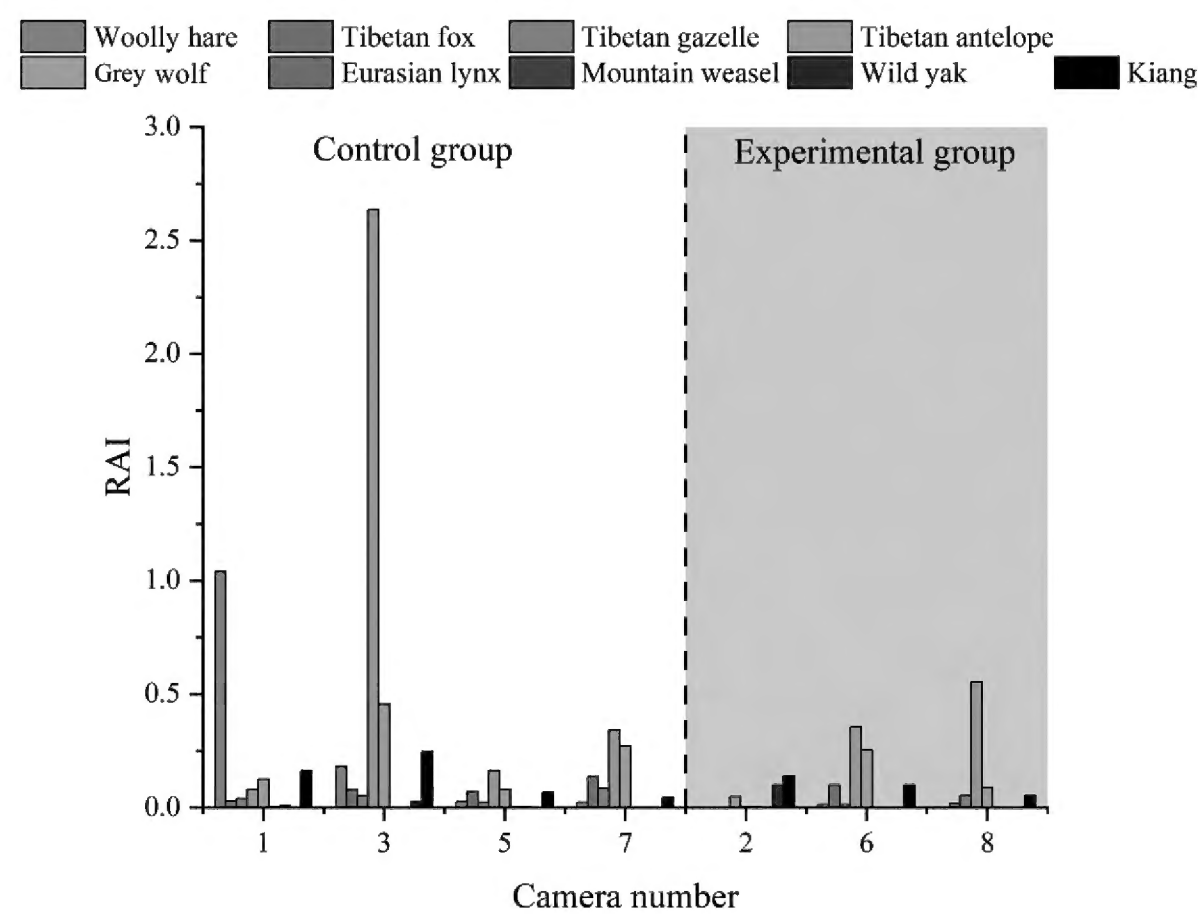 Woolly hare Tibetan fox Tibetan gazelle Tibetan antelope
Grey wolf Eurasian lynx Mountain weasel Wild yak Kiang
Control group Experimental group
3.0
2.5
2.0
1.5
1.0
0.5
0.0
RAI
1 3 5 7 2 6 8
Camera number